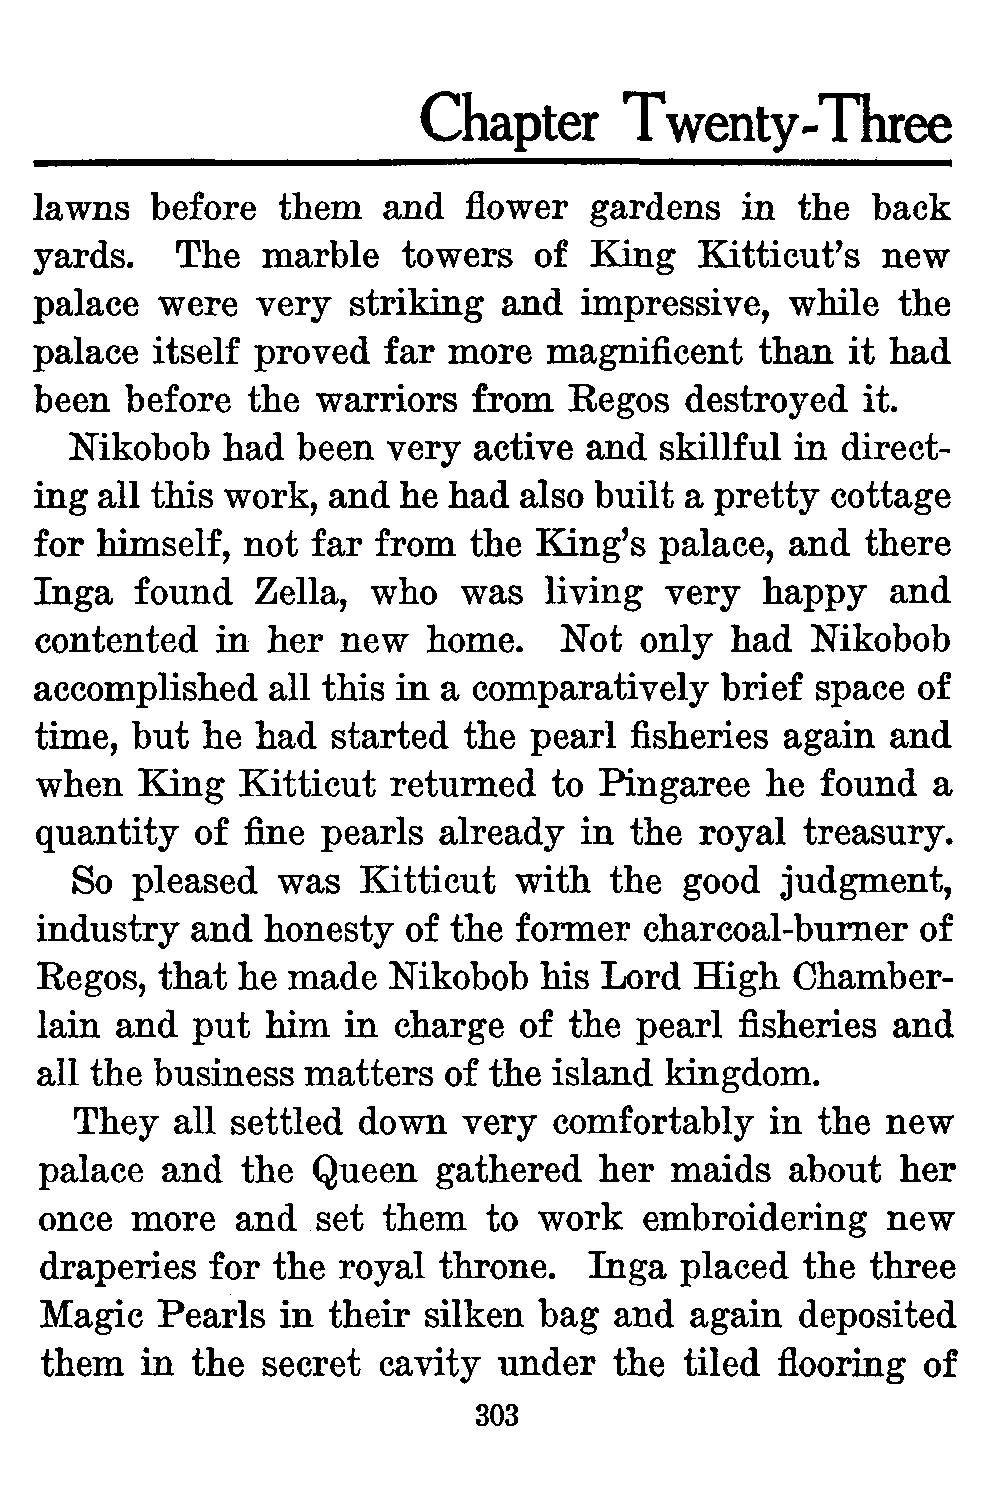 Chapter Twenty-Three
lawns before them and flower gardens in the back
yards. The marble towers of King Kitticut's new
palace were very striking and impressive, while the
palace itself proved far more magnificent than it had
been before the warriors from Regos destroyed it.
Nikobob had been very active and skillful in direct-
ing all this work, and he had also built a pretty cottage
for himself, not far from the King's palace, and there
Inga found Zella, who was living very happy and
contented in her new home. Not only had Nikobob
accomplished all this in a comparatively brief space of
time, but he had started the pearl fisheries again and
when King Kitticut returned to Pingaree he found a
quantity of fine pearls already in the royal treasury.
So pleased was Kitticut with the good judgment,
industry and honesty of the former charcoal-burner of
Regos, that he made Nikobob his Lord High Chamber-
lain and put him in charge of the pearl fisheries and
all the business matters of the island kingdom.
They all settled down very comfortably in the new
palace and the Queen gathered her maids about her
once more and set them to work embroidering new
draperies for the royal throne. Inga placed the three
Magic Pearls in their silken bag and again deposited
them in the secret cavity under the tiled flooring of
303